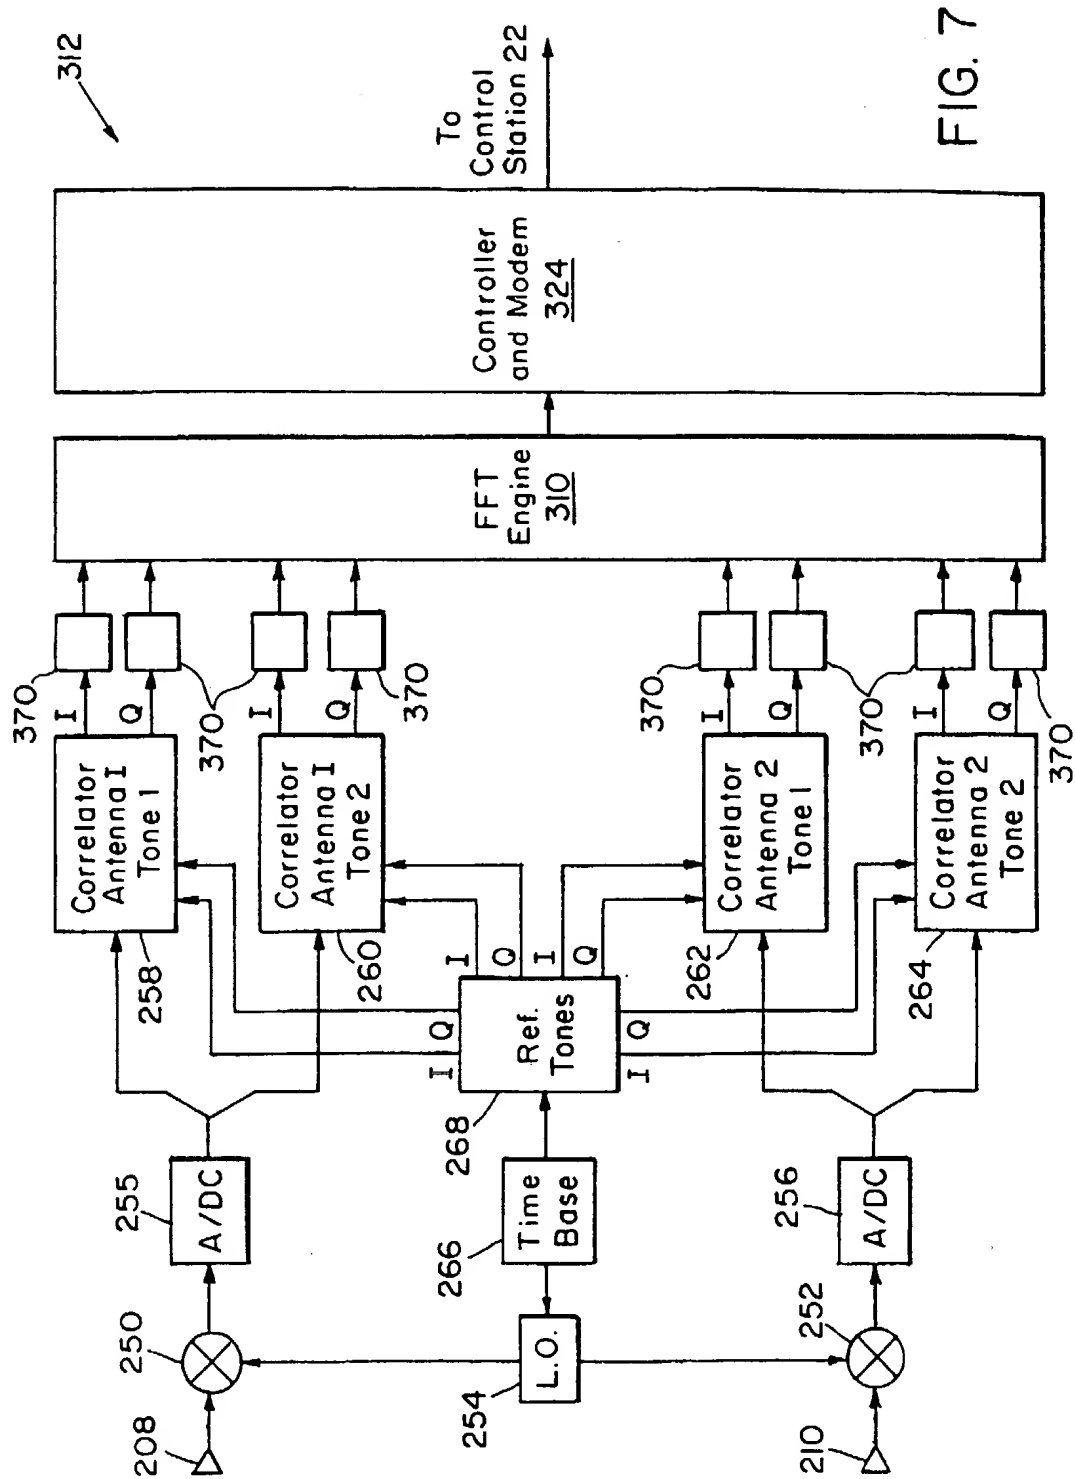 312
To
Control
Station 22
FIG. 7
Controller
and Modem
324
FFT
Engine
310
370
370
370
370
370
370
I
Q
I
Q
I
Q
I
Q
Correlator
Antenna I
Tone 1
258
Correlator
Antenna I
Tone 2
260
Correlator
Antenna 2
Tone 1
262
Correlator
Antenna 2
Tone 2
264
I
Q
I
Q
I
Q
I
Q
Ref.
Tones
268
255
A/DC
Time
Base
266
256
A/DC
250
L.O.
254
252
208
210